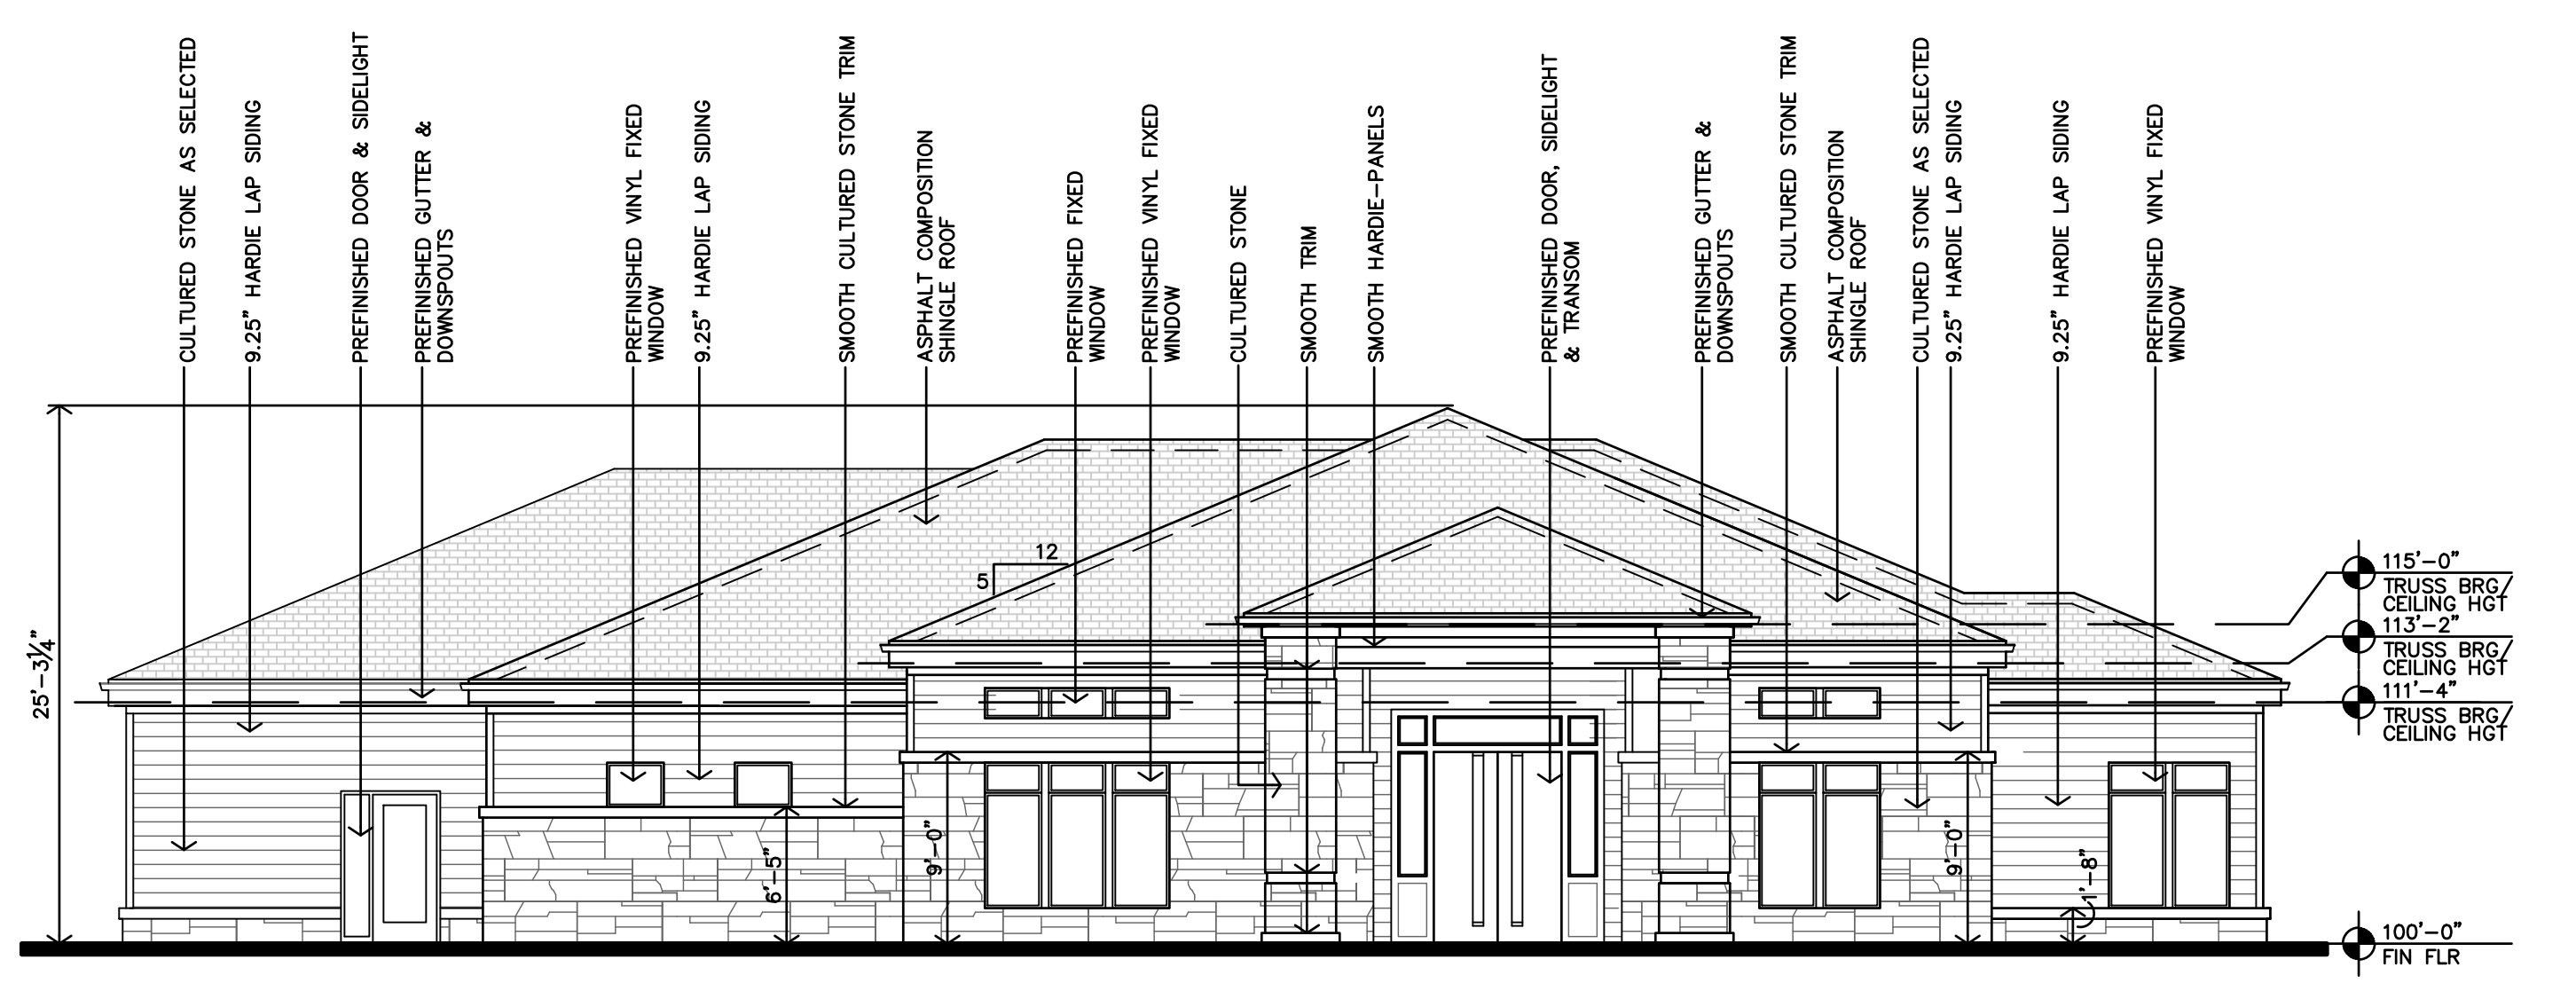 CULTURED STONE AS SELECTED
9.25" HARDIE LAP SIDING
PREFINISHED DOOR & SIDELIGHT
PREFINISHED GUTTER &
DOWNSPOUTS
PREFINISHED VINYL FIXED
WINDOW
9.25" HARDIE LAP SIDING
SMOOTH CULTURED STONE TRIM
ASPHALT COMPOSITION
SHINGLE ROOF
PREFINISHED FIXED
WINDOW
PREFINISHED VINYL FIXED
WINDOW
CULTURED STONE
SMOOTH TRIM
SMOOTH HARDIE-PANELS
PREFINISHED DOOR, SIDELIGHT
& TRANSOM
PREFINISHED GUTTER &
DOWNSPOUTS
SMOOTH CULTURED STONE TRIM
ASPHALT COMPOSITION
SHINGLE ROOF
CULTURED STONE AS SELECTED
9.25" HARDIE LAP SIDING
9.25" HARDIE LAP SIDING
PREFINISHED VINYL FIXED
WINDOW
25'-3¼"
12
5
6'-5"
9'-0"
9'-0"
1'-8"
115'-0"
TRUSS BRG/
CEILING HGT
113'-2"
TRUSS BRG/
CEILING HGT
111'-4"
TRUSS BRG/
CEILING HGT
100'-0"
FIN FLR